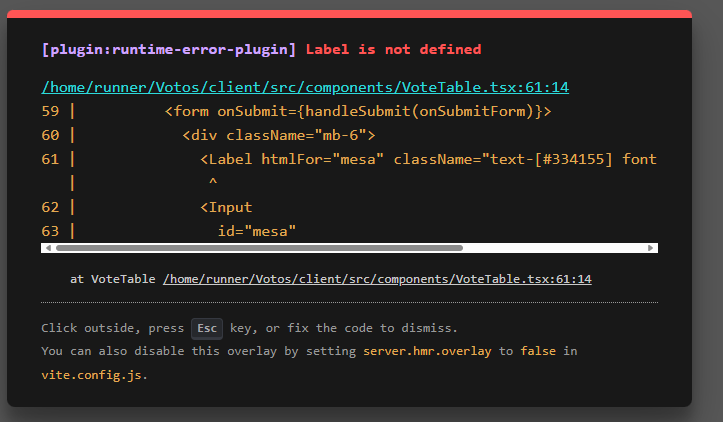 [plugin:runtime-error-plugin] Label is not defined
/home/runner/Votos/client/src/components/VoteTable.tsx:61:14
59 |           <form onSubmit={handleSubmit(onSubmitForm)}>
60 |             <div className="mb-6">
61 |               <Label htmlFor="mesa" className="text-[#334155] font
   |                ^
62 |               <Input
63 |                 id="mesa"
at VoteTable /home/runner/Votos/client/src/components/VoteTable.tsx:61:14
Click outside, press Esc key, or fix the code to dismiss.
You can also disable this overlay by setting server.hmr.overlay to false in
vite.config.js.